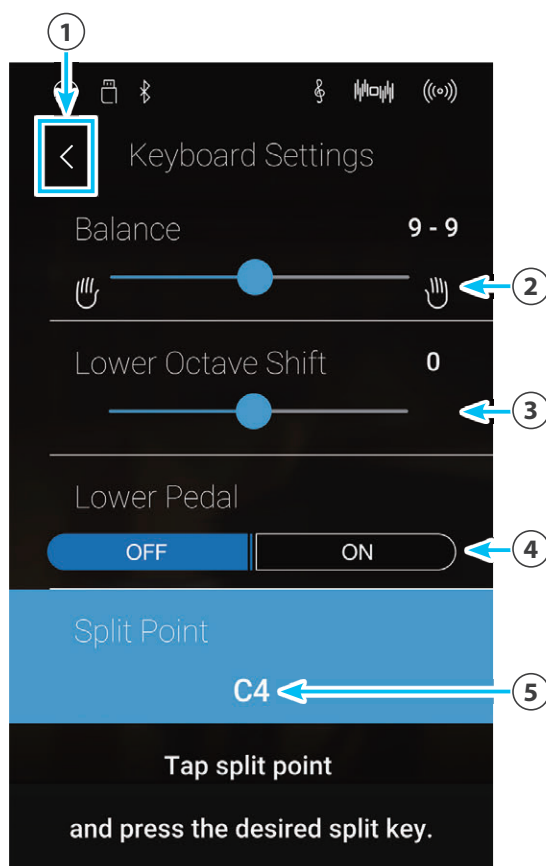 1
Keyboard Settings
Balance 9 - 9
2
Lower Octave Shift 0
3
Lower Pedal
OFF ON
4
Split Point
C4
5
Tap split point
and press the desired split key.